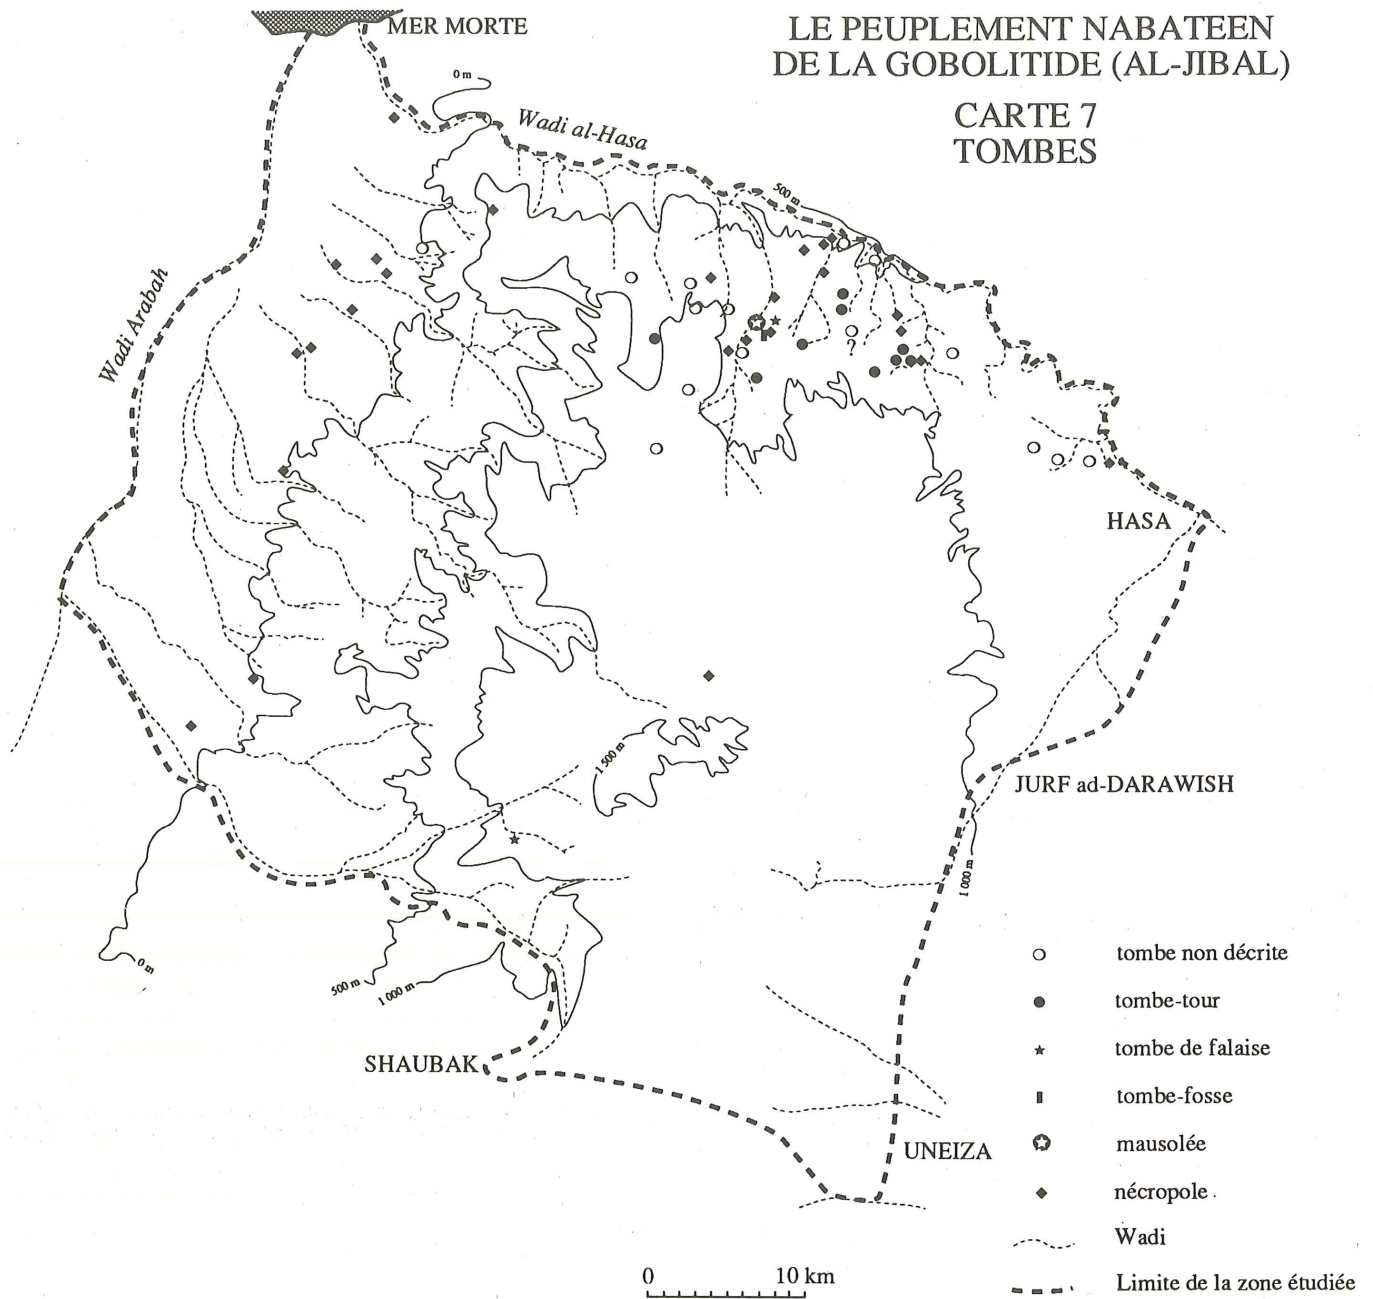 LE PEUPLEMENT NABATEEN
DE LA GOBOLITIDE (AL-JIBAL)
CARTE 7
TOMBES
MER MORTE
0 m
Wadi al-Hasa
500 m
Wadi Arabah
?
HASA
1 500 m
JURF ad-DARAWISH
1 000 m
0 m
500 m
1 000 m
SHAUBAK
UNEIZA
tombe non décrite
tombe-tour
tombe de falaise
tombe-fosse
mausolée
nécropole
Wadi
Limite de la zone étudiée
0 10 km